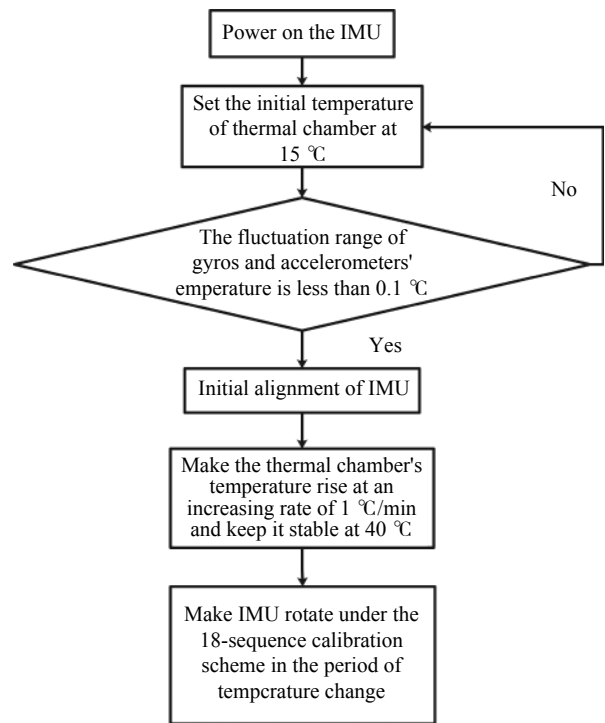 Power on the IMU
Set the initial temperature
of thermal chamber at
15 ℃
No
The fluctuation range of
gyros and accelerometers'
emperature is less than 0.1 ℃
Yes
Initial alignment of IMU
Make the thermal chamber's
temperature rise at an
increasing rate of 1 ℃/min
and keep it stable at 40 ℃
Make IMU rotate under the
18-sequence calibration
scheme in the period of
tempcrature change